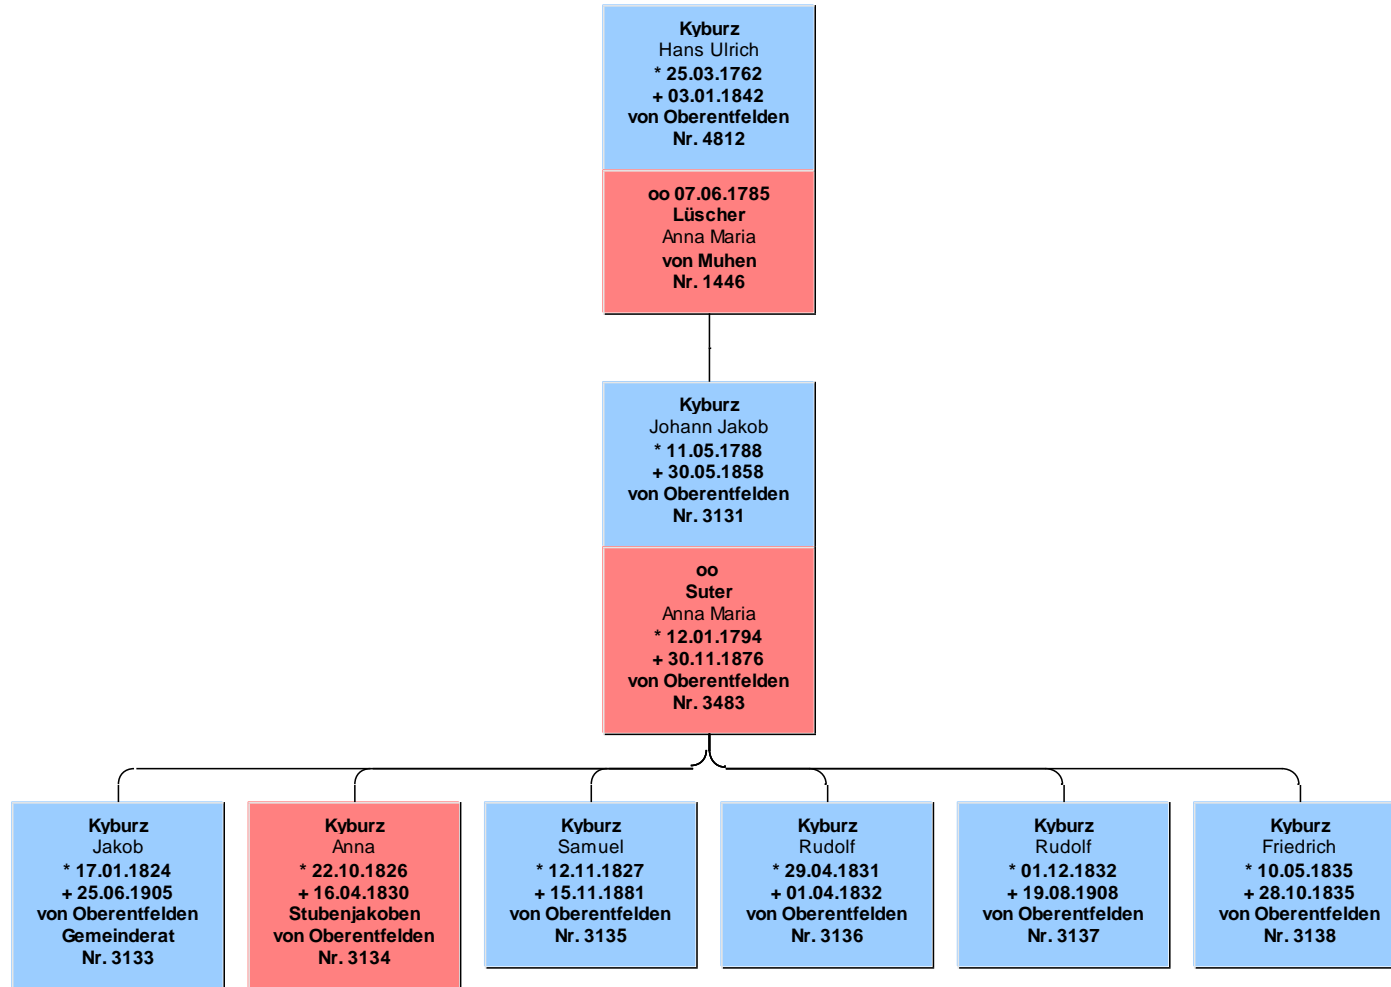 Kyburz
Hans Ulrich
* 25.03.1762
+ 03.01.1842
von Oberentfelden
Nr. 4812
oo 07.06.1785
Lüscher
Anna Maria
von Muhen
Nr. 1446
Kyburz
Johann Jakob
* 11.05.1788
+ 30.05.1858
von Oberentfelden
Nr. 3131
oo
Suter
Anna Maria
* 12.01.1794
+ 30.11.1876
von Oberentfelden
Nr. 3483
Kyburz
Jakob
* 17.01.1824
+ 25.06.1905
von Oberentfelden
Gemeinderat
Nr. 3133
Kyburz
Anna
* 22.10.1826
+ 16.04.1830
Stubenjakoben
von Oberentfelden
Nr. 3134
Kyburz
Samuel
* 12.11.1827
+ 15.11.1881
von Oberentfelden
Nr. 3135
Kyburz
Rudolf
* 29.04.1831
+ 01.04.1832
von Oberentfelden
Nr. 3136
Kyburz
Rudolf
* 01.12.1832
+ 19.08.1908
von Oberentfelden
Nr. 3137
Kyburz
Friedrich
* 10.05.1835
+ 28.10.1835
von Oberentfelden
Nr. 3138